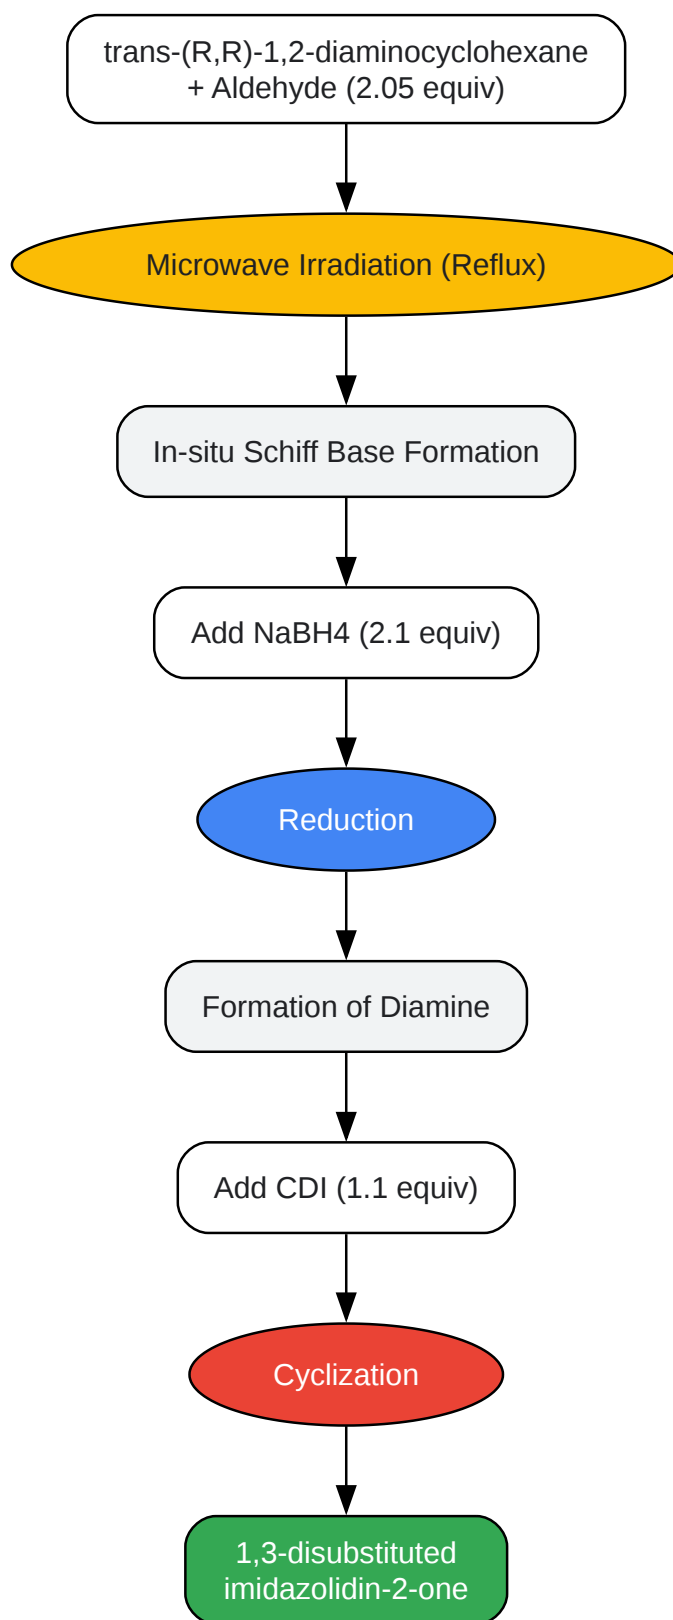 trans-(R,R)-1,2-diaminocyclohexane
+ Aldehyde (2.05 equiv)
Microwave Irradiation (Reflux)
In-situ Schiff Base Formation
Add NaBH4 (2.1 equiv)
Reduction
Formation of Diamine
Add CDI (1.1 equiv)
Cyclization
1,3-disubstituted
imidazolidin-2-one